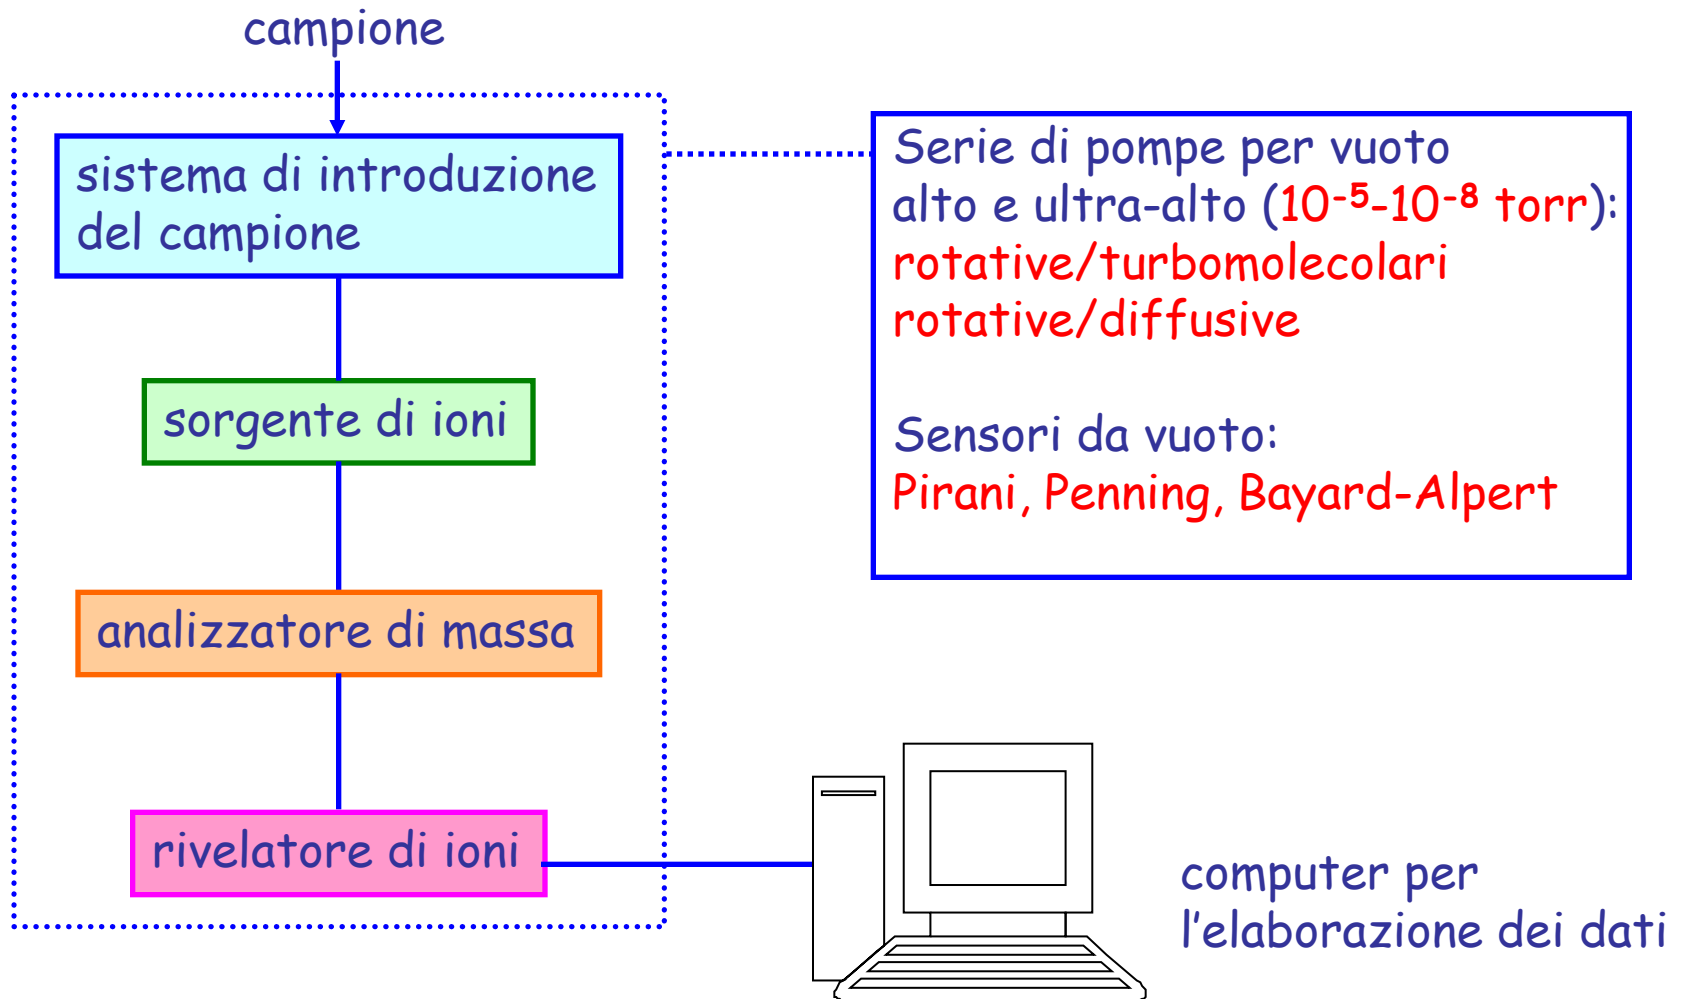 campione
sistema di introduzione
del campione
sorgente di ioni
analizzatore di massa
rivelatore di ioni
Serie di pompe per vuoto
alto e ultra-alto (10⁻⁵-10⁻⁸ torr):
rotative/turbomolecolari
rotative/diffusive
Sensori da vuoto:
Pirani, Penning, Bayard-Alpert
computer per
l'elaborazione dei dati